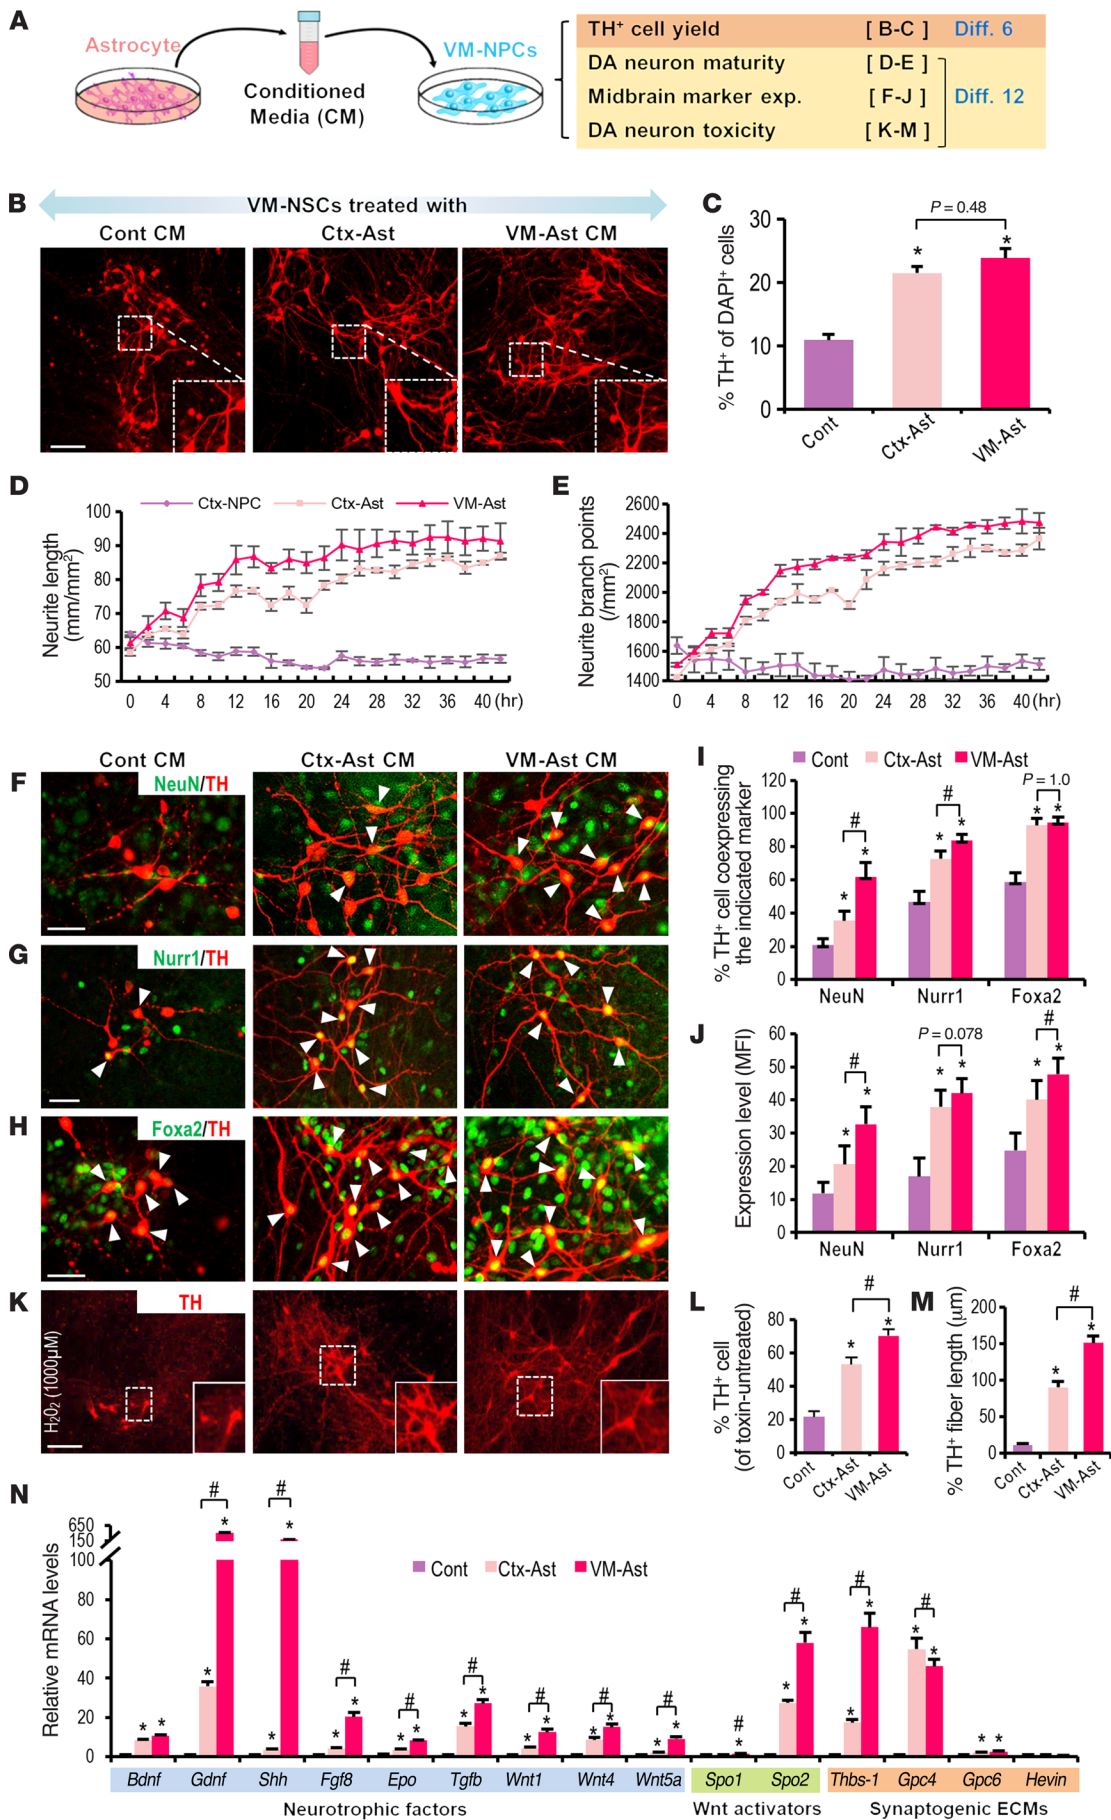 A
Astrocyte
Conditioned
Media (CM)
VM-NPCs
TH⁺ cell yield [ B-C ] Diff. 6
DA neuron maturity [ D-E ]
Midbrain marker exp. [ F-J ] Diff. 12
DA neuron toxicity [ K-M ]
B
VM-NSCs treated with
Cont CM Ctx-Ast VM-Ast CM
C
P = 0.48
* *
% TH⁺ of DAPI⁺ cells
30
20
10
0
Cont Ctx-Ast VM-Ast
D
Ctx-NPC Ctx-Ast VM-Ast
Neurite length
(mm/mm²)
100
90
80
70
60
50
0 4 8 12 16 20 24 28 32 36 40 (hr)
E
Neurite branch points
(/mm²)
2600
2400
2200
2000
1800
1600
1400
0 4 8 12 16 20 24 28 32 36 40 (hr)
Cont CM Ctx-Ast CM VM-Ast CM
F
NeuN/TH
G
Nurr1/TH
H
Foxa2/TH
K
TH
H₂O₂ (1000µM)
I
Cont Ctx-Ast VM-Ast
% TH⁺ cell coexpressing
the indicated marker
120
100
80
60
40
20
0
# # P = 1.0
* * * * * *
NeuN Nurr1 Foxa2
J
Expression level (MFI)
60
50
40
30
20
10
0
# P = 0.078 #
* * * * * *
NeuN Nurr1 Foxa2
L
% TH⁺ cell
(of toxin-untreated)
80
60
40
20
0
#
* *
Cont Ctx-Ast VM-Ast
M
% TH⁺ fiber length (µm)
200
150
100
50
0
#
* *
Cont Ctx-Ast VM-Ast
N
Relative mRNA levels
650
150
100
80
60
40
20
0
Cont Ctx-Ast VM-Ast
# # # # # # # # # # # #
* * * * * * * * * * * * * * * * * * * * * * * * * * *
Bdnf Gdnf Shh Fgf8 Epo Tgfb Wnt1 Wnt4 Wnt5a Spo1 Spo2 Thbs-1 Gpc4 Gpc6 Hevin
Neurotrophic factors Wnt activators Synaptogenic ECMs